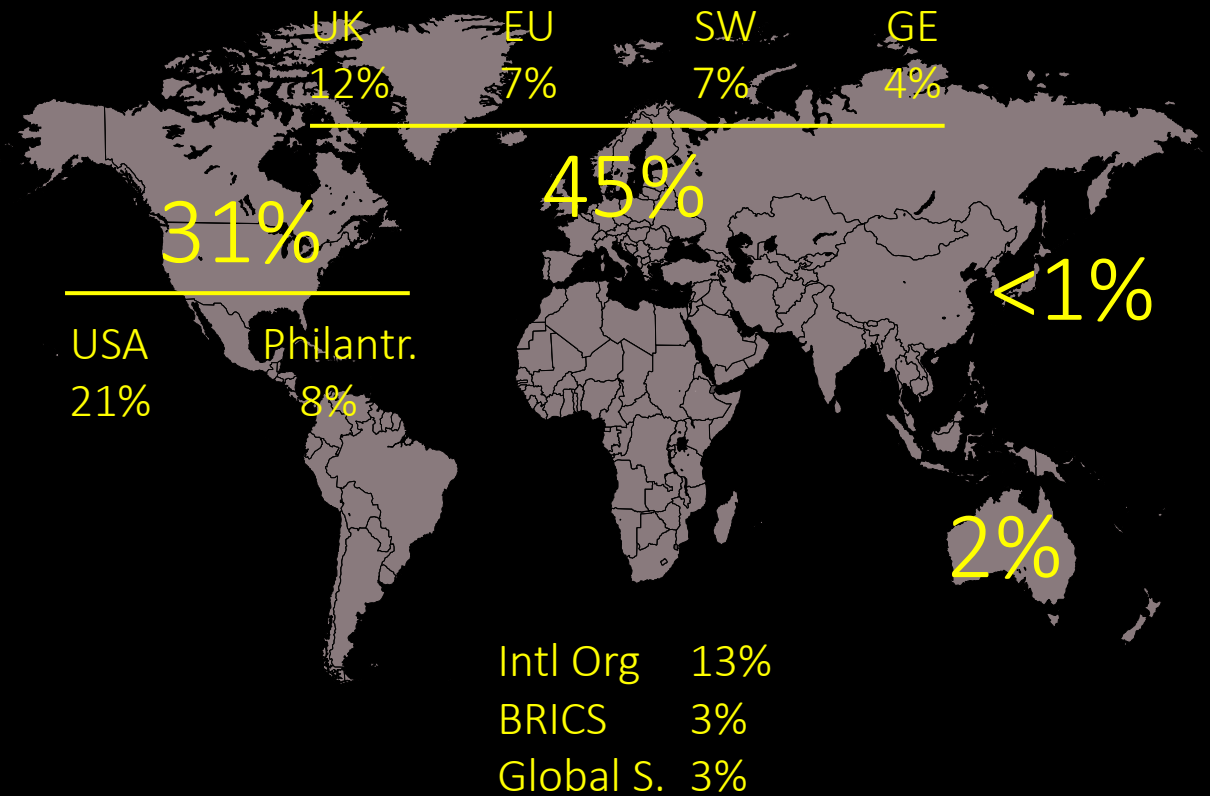 UK EU SW GE
12% 7% 7% 4%
45%
31%
<1%
USA Philantr.
21% 8%
2%
Intl Org 13%
BRICS 3%
Global S. 3%